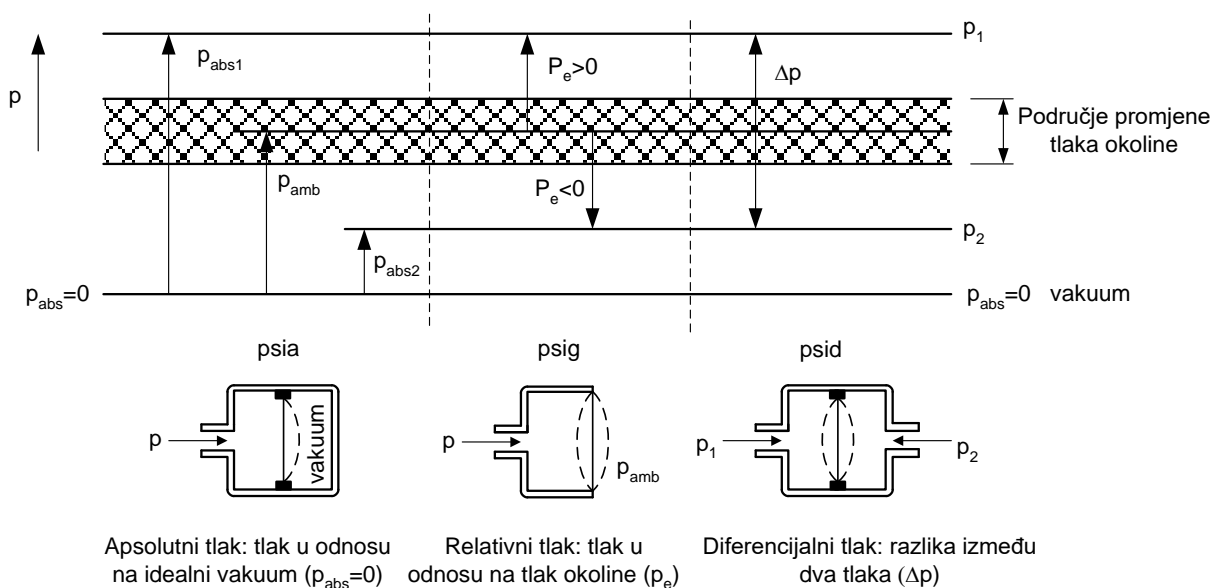 p₁
p
p_abs1
P_e>0
Δp
Područje promjene
tlaka okoline
p_amb
P_e<0
p₂
p_abs2
p_abs=0
p_abs=0 vakuum
psia
psig
psid
p
vakuum
p
p_amb
p₁
p₂
Apsolutni tlak: tlak u odnosu
na idealni vakuum (p_abs=0)
Relativni tlak: tlak u
odnosu na tlak okoline (p_e)
Diferencijalni tlak: razlika između
dva tlaka (Δp)